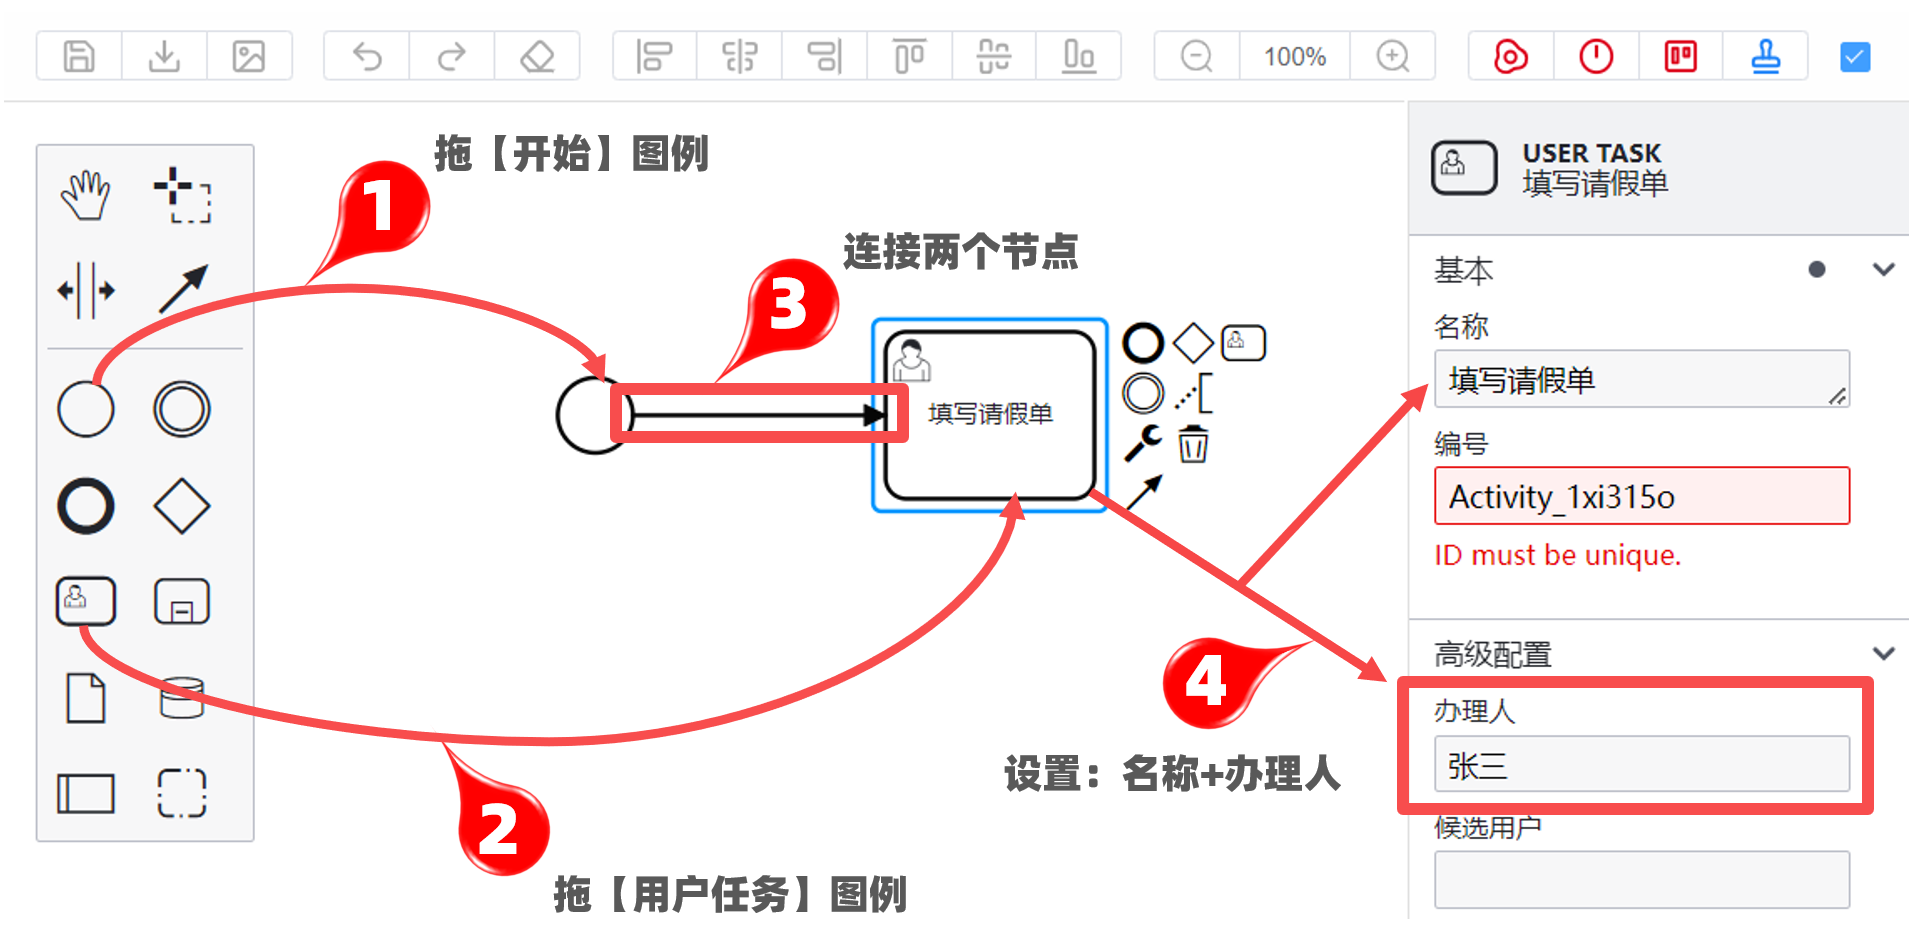 100%
拖【开始】图例
1
连接两个节点
3
填写请假单
USER TASK
填写请假单
基本
名称
填写请假单
编号
Activity_1xi315o
ID must be unique.
高级配置
办理人
张三
候选用户
4
设置：名称+办理人
2
拖【用户任务】图例